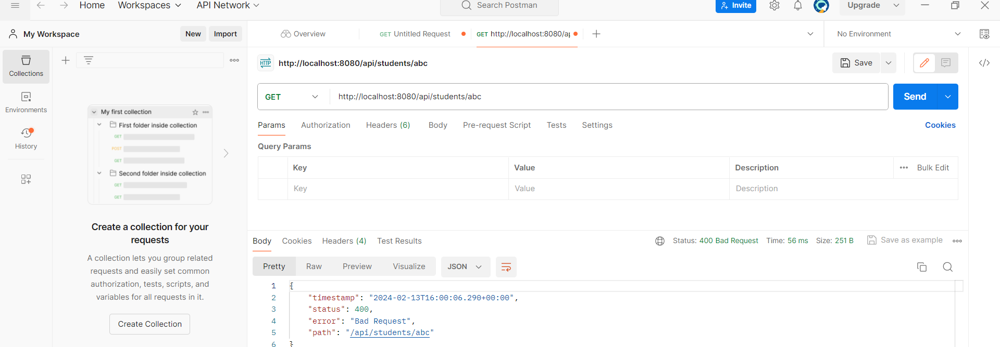 Home Workspaces API Network Search Postman Invite Upgrade
My Workspace New Import Overview GET Untitled Request GET http://localhost:8080/ap No Environment
Collections
Environments
History
My first collection
First folder inside collection
GET
POST
GET
Second folder inside collection
GET
GET
Create a collection for your
requests
A collection lets you group related
requests and easily set common
authorization, tests, scripts, and
variables for all requests in it.
Create Collection
HTTP http://localhost:8080/api/students/abc Save
GET http://localhost:8080/api/students/abc Send
Params Authorization Headers (6) Body Pre-request Script Tests Settings Cookies
Query Params
Key Value Description Bulk Edit
Key Value Description
Body Cookies Headers (4) Test Results Status: 400 Bad Request Time: 56 ms Size: 251 B Save as example
Pretty Raw Preview Visualize JSON
1 {
2 "timestamp": "2024-02-13T16:00:06.290+00:00",
3 "status": 400,
4 "error": "Bad Request",
5 "path": "/api/students/abc"
6 }